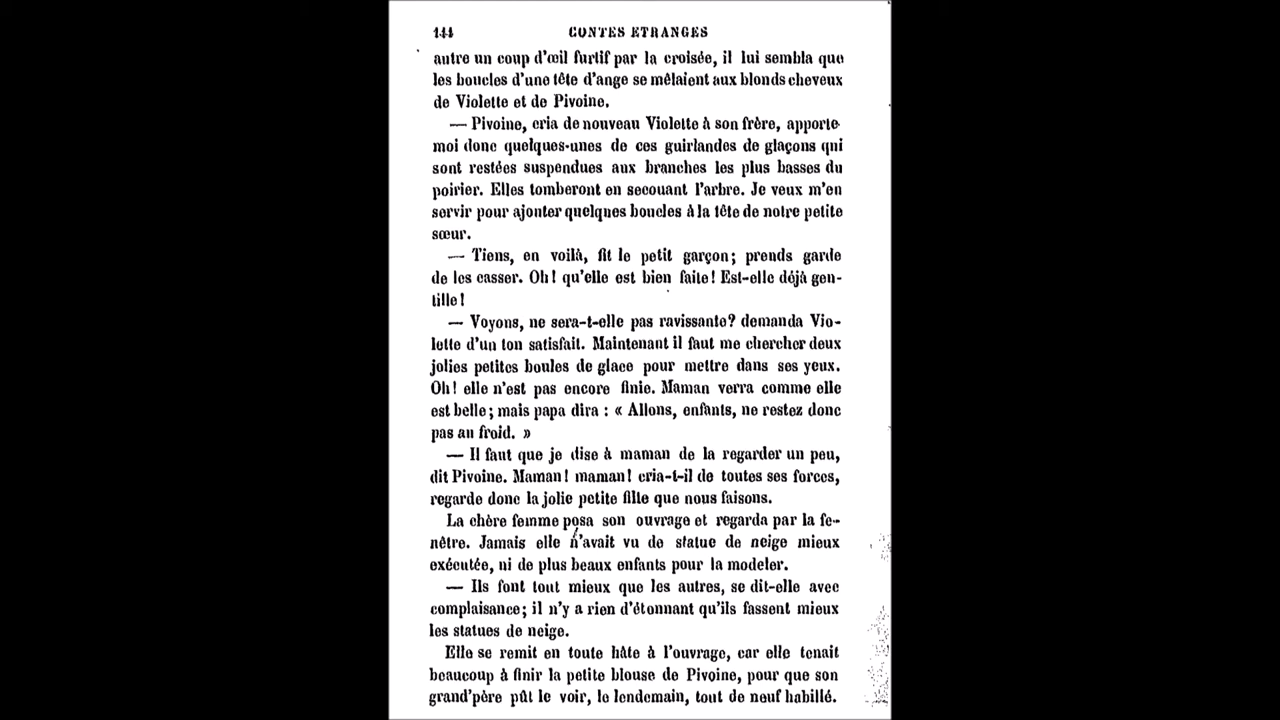 144 CONTES ETRANGES
autre un coup d'œil furtif par la croisée, il lui sembla que
les boucles d'une tête d'ange se mêlaient aux blonds cheveux
de Violette et de Pivoine.
— Pivoine, cria de nouveau Violette à son frère, apporte-
moi donc quelques-unes de ces guirlandes de glaçons qui
sont restées suspendues aux branches les plus basses du
poirier. Elles tomberont en secouant l'arbre. Je veux m'en
servir pour ajouter quelques boucles à la tête de notre petite
sœur.
— Tiens, en voilà, fit le petit garçon; prends garde
de les casser. Oh! qu'elle est bien faite! Est-elle déjà gen-
tille!
— Voyons, ne sera-t-elle pas ravissante? demanda Vio-
lette d'un ton satisfait. Maintenant il faut me chercher deux
jolies petites boules de glace pour mettre dans ses yeux.
Oh! elle n'est pas encore finie. Maman verra comme elle
est belle; mais papa dira : « Allons, enfants, ne restez donc
pas au froid. »
— Il faut que je dise à maman de la regarder un peu,
dit Pivoine. Maman! maman! cria-t-il de toutes ses forces,
regarde donc la jolie petite fille que nous faisons.
La chère femme posa son ouvrage et regarda par la fe-
nêtre. Jamais elle n'avait vu de statue de neige mieux
exécutée, ni de plus beaux enfants pour la modeler.
— Ils font tout mieux que les autres, se dit-elle avec
complaisance; il n'y a rien d'étonnant qu'ils fassent mieux
les statues de neige.
Elle se remit en toute hâte à l'ouvrage, car elle tenait
beaucoup à finir la petite blouse de Pivoine, pour que son
grand'père pût le voir, le lendemain, tout de neuf habillé.